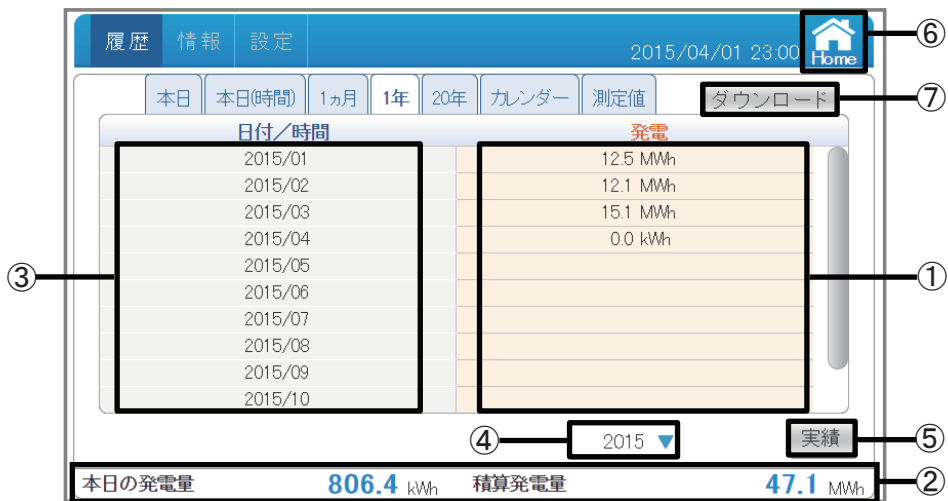 履歴 情報 設定 2015/04/01 23:00 Home ⑥
本日 本日(時間) 1ヵ月 1年 20年 カレンダー 測定値 ダウンロード ⑦
日付／時間 発電
2015/01 12.5 MWh
2015/02 12.1 MWh
2015/03 15.1 MWh
2015/04 0.0 kWh
③ 2015/05 ①
2015/06
2015/07
2015/08
2015/09
2015/10
④ 2015 ▼ 実績 ⑤
本日の発電量 806.4 kWh 積算発電量 47.1 MWh ②